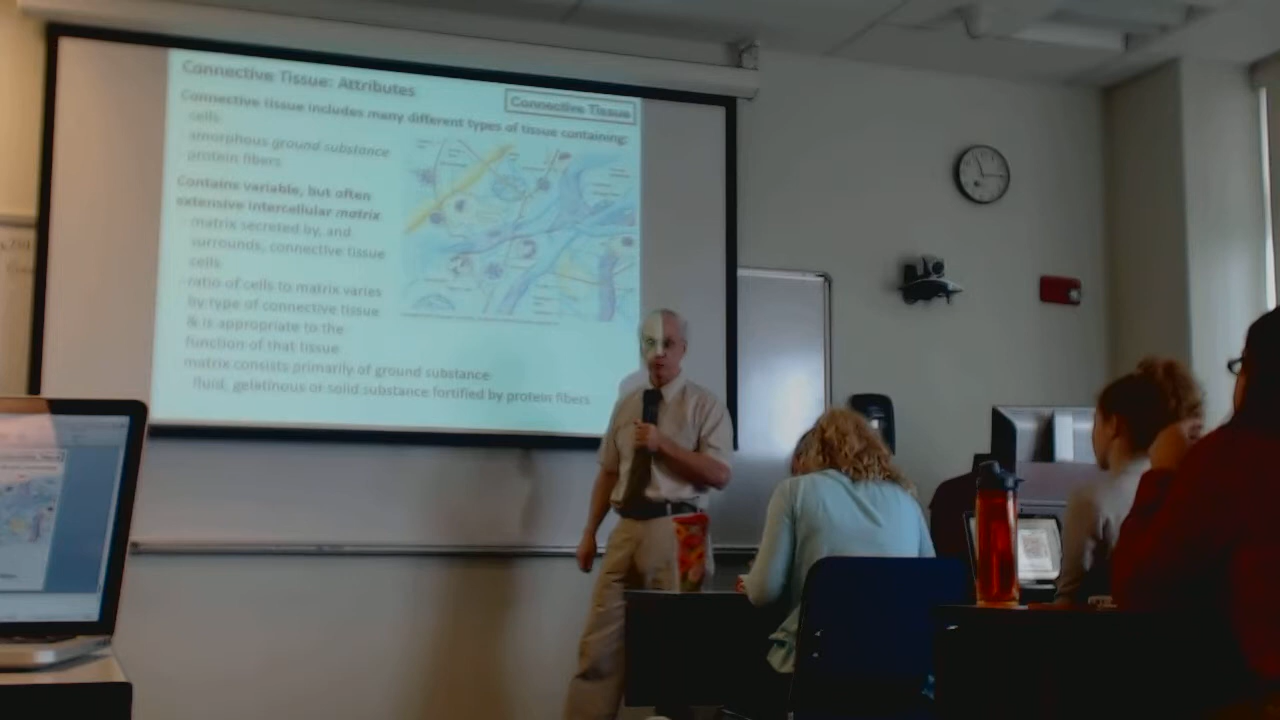 Connective Tissue: Attributes
Connective Tissue
Connective tissue includes many different types of tissue containing:
cells
amorphous ground substance
protein fibers
Contains variable, but often
extensive intercellular matrix
matrix secreted by, and
surrounds, connective tissue
cells
ratio of cells to matrix varies
by type of connective tissue
& is appropriate to the
function of that tissue
matrix consists primarily of ground substance
fluid, gelatinous or solid substance fortified by protein fibers